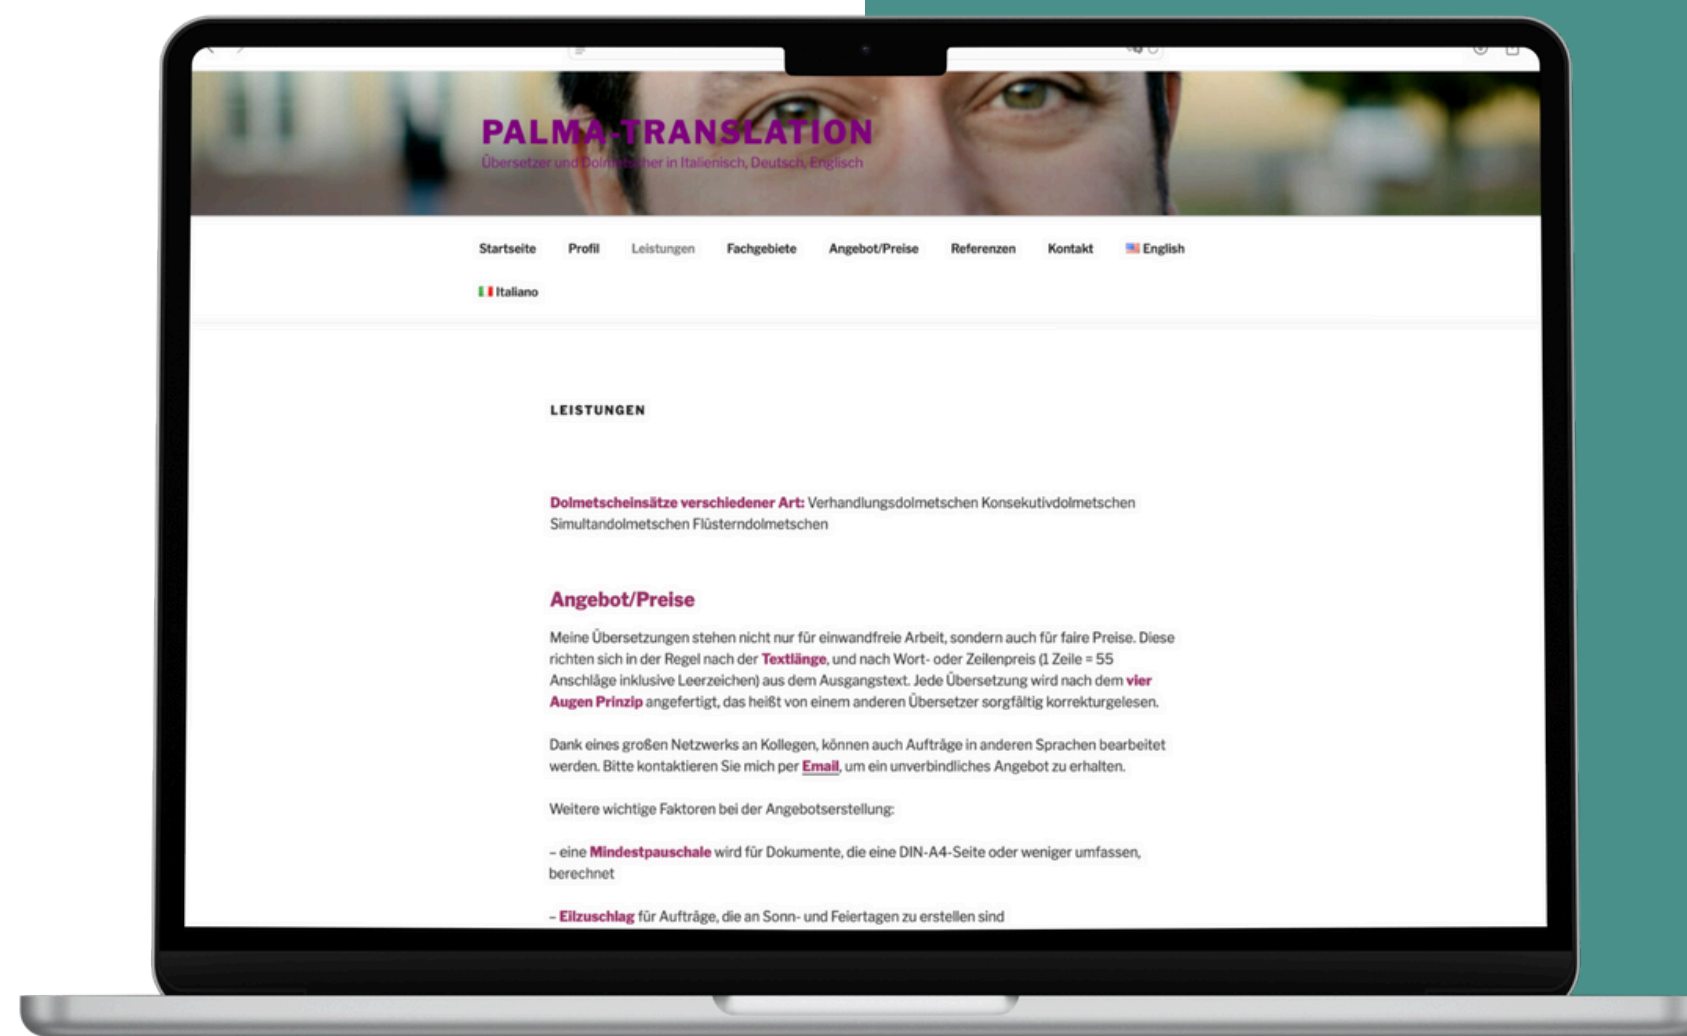 PALMA-TRANSLATION
Übersetzer und Dolmetscher in Italienisch, Deutsch, Englisch
Startseite Profil Leistungen Fachgebiete Angebot/Preise Referenzen Kontakt English
Italiano
LEISTUNGEN
Dolmetscheinsätze verschiedener Art: Verhandlungsdolmetschen Konsekutivdolmetschen
Simultandolmetschen Flüsterndolmetschen
Angebot/Preise
Meine Übersetzungen stehen nicht nur für einwandfreie Arbeit, sondern auch für faire Preise. Diese
richten sich in der Regel nach der Textlänge, und nach Wort- oder Zeilenpreis (1 Zeile = 55
Anschläge inklusive Leerzeichen) aus dem Ausgangstext. Jede Übersetzung wird nach dem vier
Augen Prinzip angefertigt, das heißt von einem anderen Übersetzer sorgfältig korrekturgelesen.
Dank eines großen Netzwerks an Kollegen, können auch Aufträge in anderen Sprachen bearbeitet
werden. Bitte kontaktieren Sie mich per Email, um ein unverbindliches Angebot zu erhalten.
Weitere wichtige Faktoren bei der Angebotserstellung:
– eine Mindestpauschale wird für Dokumente, die eine DIN-A4-Seite oder weniger umfassen,
berechnet
– Eilzuschlag für Aufträge, die an Sonn- und Feiertagen zu erstellen sind